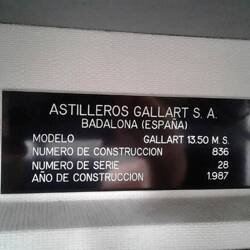 ASTILLEROS GALLART S. A.
BADALONA (ESPAÑA)
MODELO GALLART 13.50 M. S.
NUMERO DE CONSTRUCCION 836
NUMERO DE SERIE 28
AÑO DE CONSTRUCCION 1.987